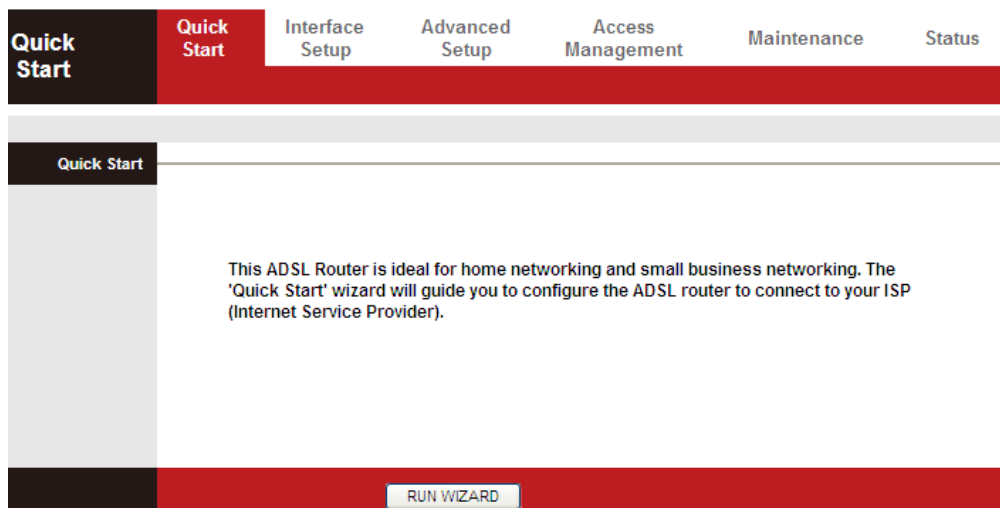 Quick
Start
Quick
Start
Interface
Setup
Advanced
Setup
Access
Management
Maintenance
Status
Quick Start
This ADSL Router is ideal for home networking and small business networking. The
'Quick Start' wizard will guide you to configure the ADSL router to connect to your ISP
(Internet Service Provider).
RUN WIZARD